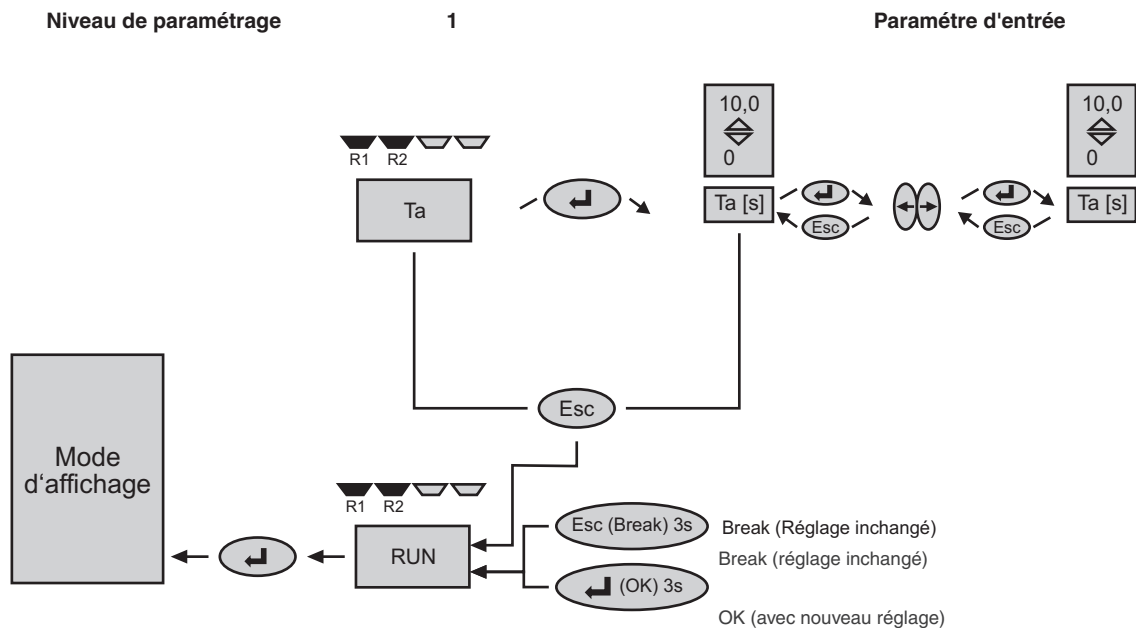 Niveau de paramétrage 1 Paramétre d'entrée
10,0 10,0
0 0
R1 R2
Ta
Ta [s] Esc Esc Ta [s]
Esc
Mode
d'affichage
R1 R2
RUN
Esc (Break) 3s Break (Réglage inchangé)
Break (réglage inchangé)
(OK) 3s
OK (avec nouveau réglage)